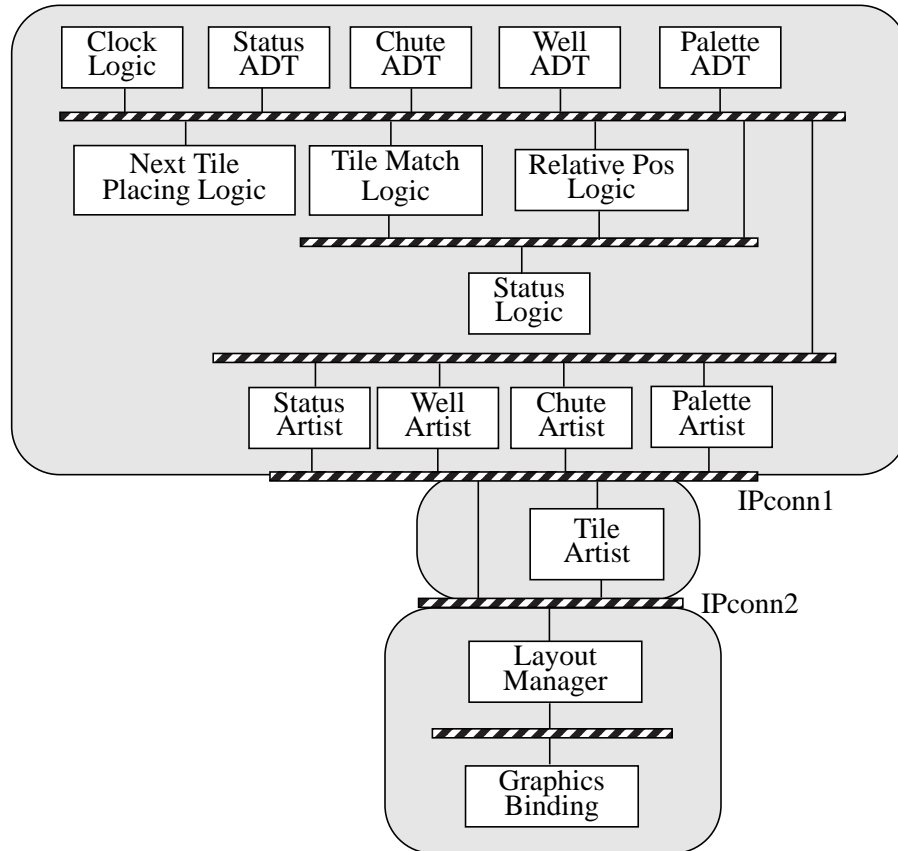 Clock
Logic
Status
ADT
Chute
ADT
Well
ADT
Palette
ADT
Next Tile
Placing Logic
Tile Match
Logic
Relative Pos
Logic
Status
Logic
Status
Artist
Well
Artist
Chute
Artist
Palette
Artist
IPconn1
Tile
Artist
IPconn2
Layout
Manager
Graphics
Binding